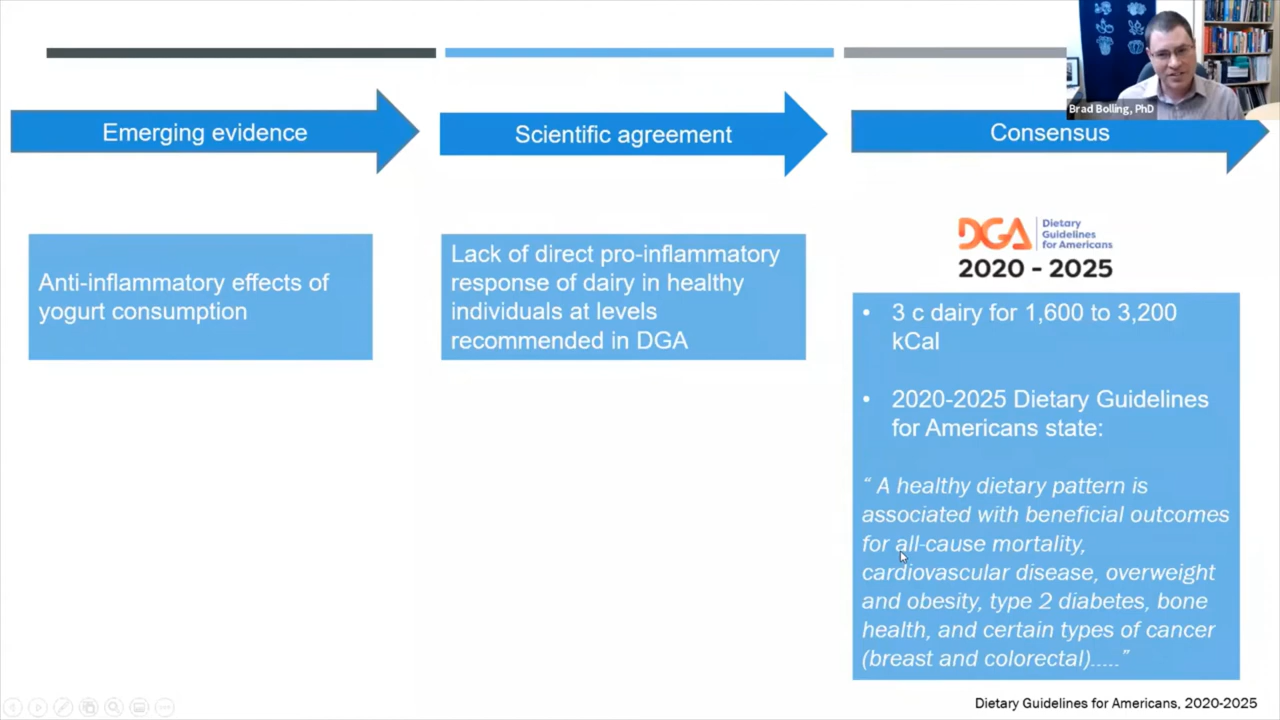 Brad Bolling, PhD
Emerging evidence
Scientific agreement
Consensus
Anti-inflammatory effects of
yogurt consumption
Lack of direct pro-inflammatory
response of dairy in healthy
individuals at levels
recommended in DGA
DGA
Dietary
Guidelines
for Americans
2020 - 2025
• 3 c dairy for 1,600 to 3,200
kCal
• 2020-2025 Dietary Guidelines
for Americans state:
“ A healthy dietary pattern is
associated with beneficial outcomes
for all-cause mortality,
cardiovascular disease, overweight
and obesity, type 2 diabetes, bone
health, and certain types of cancer
(breast and colorectal).....”
Dietary Guidelines for Americans, 2020-2025